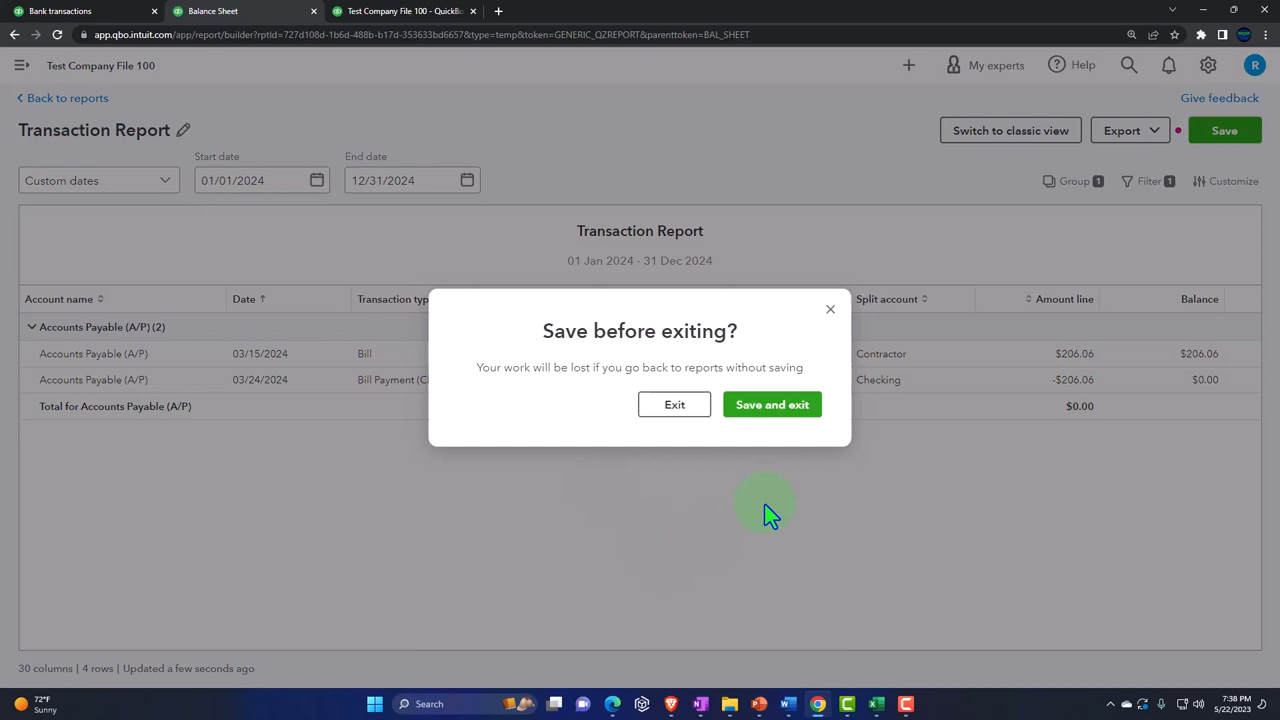 Bank transactions
Balance Sheet
Test Company File 100 - QuickBo
app.qbo.intuit.com/app/report/builder?rptId=727d108d-1b6d-488b-b17d-353633bd6657&type=temp&token=GENERIC_QZREPORT&parenttoken=BAL_SHEET
Test Company File 100
My experts
Help
R
Back to reports
Give feedback
Transaction Report
Switch to classic view
Export
Save
Start date
End date
Custom dates
01/01/2024
12/31/2024
Group 1
Filter 1
Customize
Transaction Report
01 Jan 2024 - 31 Dec 2024
Account name Date Transaction typ Split account Amount line Balance
Accounts Payable (A/P) (2)
Accounts Payable (A/P) 03/15/2024 Bill Contractor $206.06 $206.06
Accounts Payable (A/P) 03/24/2024 Bill Payment (C Checking -$206.06 $0.00
Total for Accounts Payable (A/P) $0.00
Save before exiting?
Your work will be lost if you go back to reports without saving
Exit
Save and exit
30 columns | 4 rows | Updated a few seconds ago
72°F
Sunny
Search
7:38 PM
5/22/2023